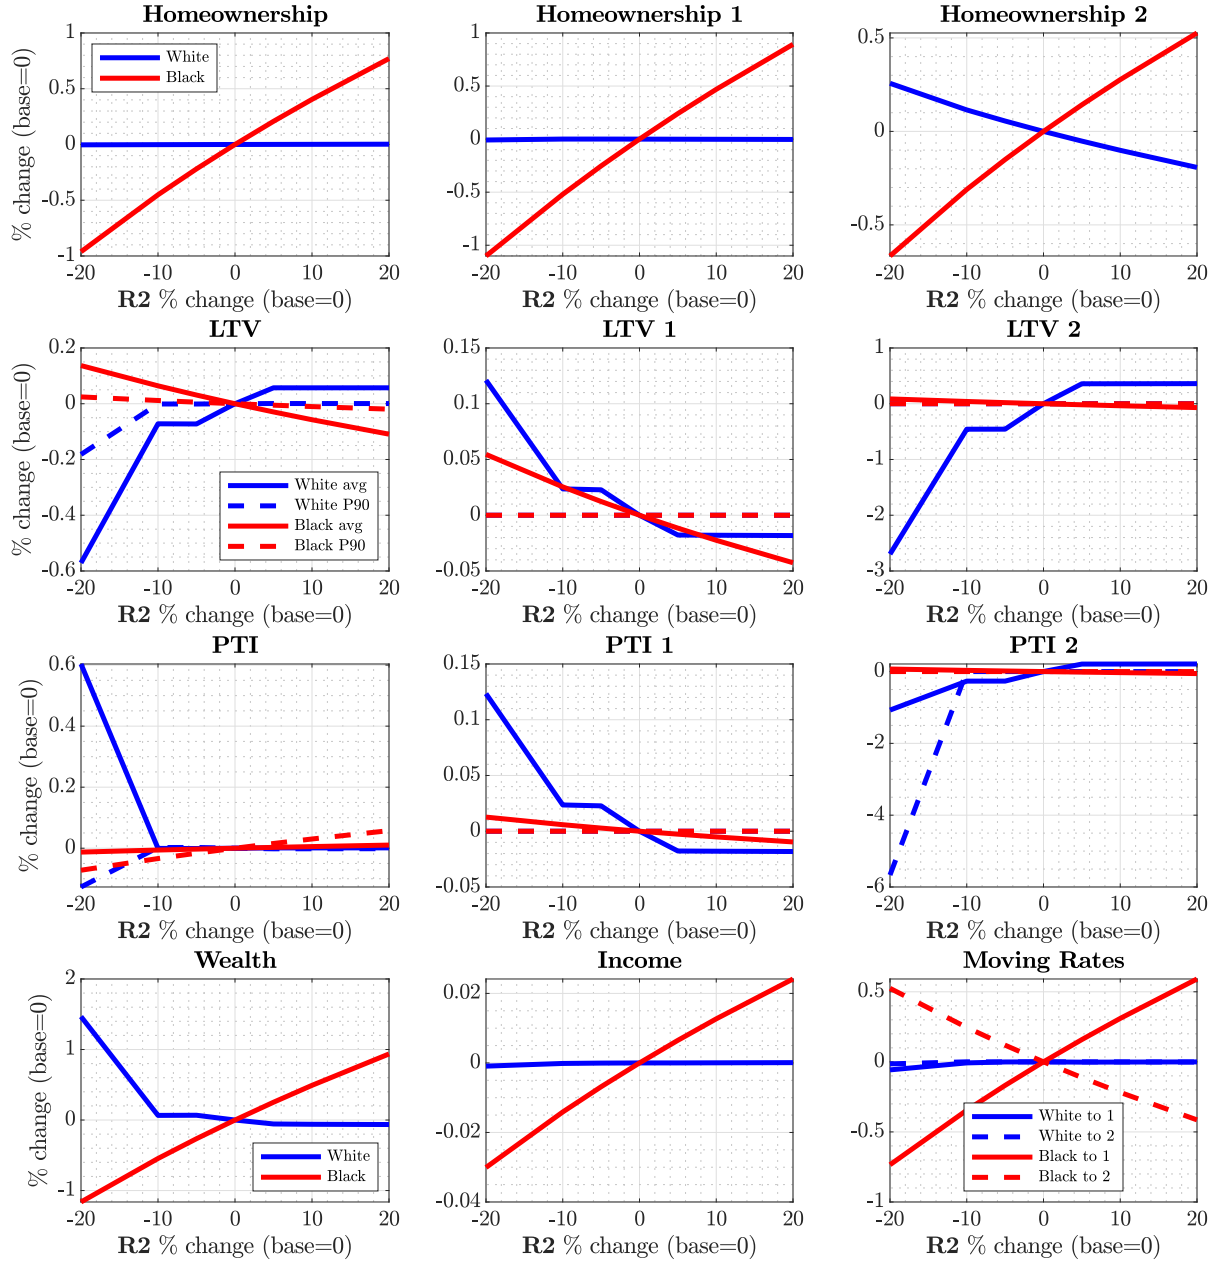 Homeownership
Homeownership 1
Homeownership 2
% change (base=0)
1
0.5
0
-0.5
-1
White
Black
-20 -10 0 10 20
R2 % change (base=0)
1
0.5
0
-0.5
-1
-20 -10 0 10 20
R2 % change (base=0)
0.5
0
-0.5
-20 -10 0 10 20
R2 % change (base=0)
LTV
LTV 1
LTV 2
% change (base=0)
0.2
0
-0.2
-0.4
-0.6
White avg
White P90
Black avg
Black P90
-20 -10 0 10 20
R2 % change (base=0)
0.15
0.1
0.05
0
-0.05
-20 -10 0 10 20
R2 % change (base=0)
1
0
-1
-2
-3
-20 -10 0 10 20
R2 % change (base=0)
PTI
PTI 1
PTI 2
% change (base=0)
0.6
0.4
0.2
0
-20 -10 0 10 20
R2 % change (base=0)
0.15
0.1
0.05
0
-0.05
-20 -10 0 10 20
R2 % change (base=0)
0
-2
-4
-6
-20 -10 0 10 20
R2 % change (base=0)
Wealth
Income
Moving Rates
% change (base=0)
2
1
0
-1
White
Black
-20 -10 0 10 20
R2 % change (base=0)
0.02
0
-0.02
-0.04
-20 -10 0 10 20
R2 % change (base=0)
0.5
0
-0.5
-1
White to 1
White to 2
Black to 1
Black to 2
-20 -10 0 10 20
R2 % change (base=0)